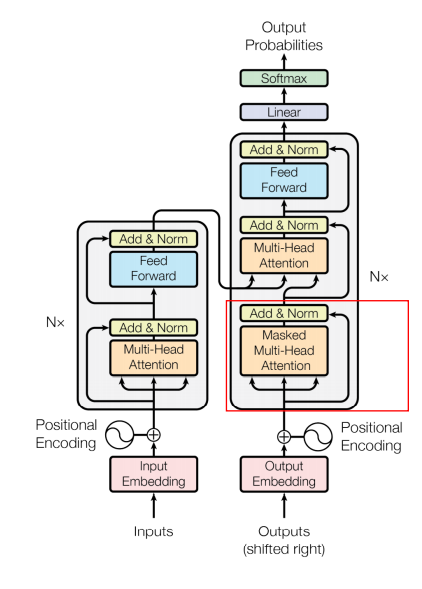 Output
Probabilities
Softmax
Linear
Add & Norm
Feed
Forward
Add & Norm
Multi-Head
Attention
Nx
Add & Norm
Masked
Multi-Head
Attention
Add & Norm
Feed
Forward
Nx
Add & Norm
Multi-Head
Attention
Positional
Encoding
Positional
Encoding
Input
Embedding
Output
Embedding
Inputs
Outputs
(shifted right)